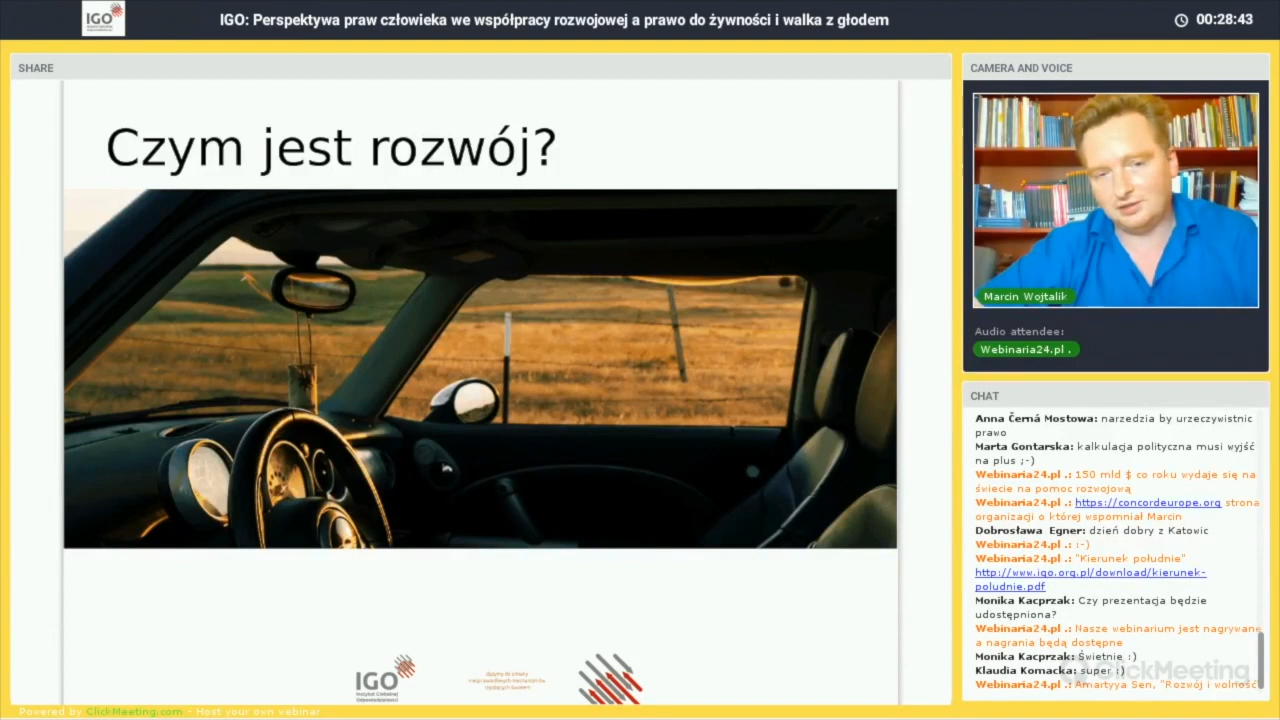 IGO
IGO: Perspektywa praw człowieka we współpracy rozwojowej a prawo do żywności i walka z głodem
00:28:43
SHARE
Czym jest rozwój?
IGO
Instytut Globalnej
Odpowiedzialności
CAMERA AND VOICE
Marcin Wojtalik
Audio attendee:
Webinaria24.pl .
CHAT
Anna Černá Mostowa: narzedzia by urzeczywistnic
prawo
Marta Gontarska: kalkulacja polityczna musi wyjść
na plus ;-)
Webinaria24.pl .: 150 mld $ co roku wydaje się na
świecie na pomoc rozwojową
Webinaria24.pl .: https://concordeurope.org strona
organizacji o której wspomniał Marcin
Dobrosława Egner: dzień dobry z Katowic
Webinaria24.pl .: :-)
Webinaria24.pl .: "Kierunek południe"
http://www.igo.org.pl/download/kierunek-
poludnie.pdf
Monika Kacprzak: Czy prezentacja będzie
udostępniona?
Webinaria24.pl .: Nasze webinarium jest nagrywane
a nagrania będą dostępne
Monika Kacprzak: Świetnie :)
Klaudia Komacka: super :)
Webinaria24.pl .: Amartyya Sen, "Rozwój i wolność"
ClickMeeting
Powered by ClickMeeting.com - Host your own webinar